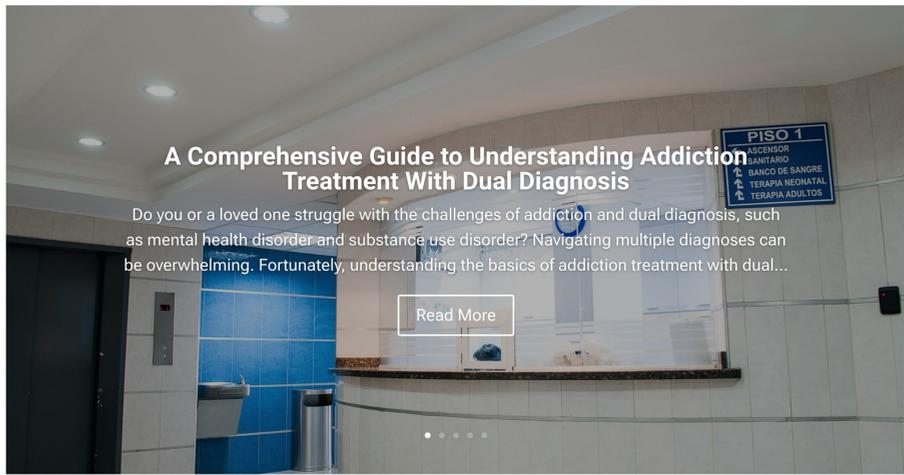 A Comprehensive Guide to Understanding Addiction
Treatment With Dual Diagnosis
Do you or a loved one struggle with the challenges of addiction and dual diagnosis, such
as mental health disorder and substance use disorder? Navigating multiple diagnoses can
be overwhelming. Fortunately, understanding the basics of addiction treatment with dual...
Read More
PISO 1
ASCENSOR
SANITARIO
BANCO DE SANGRE
TERAPIA NEONATAL
TERAPIA ADULTOS